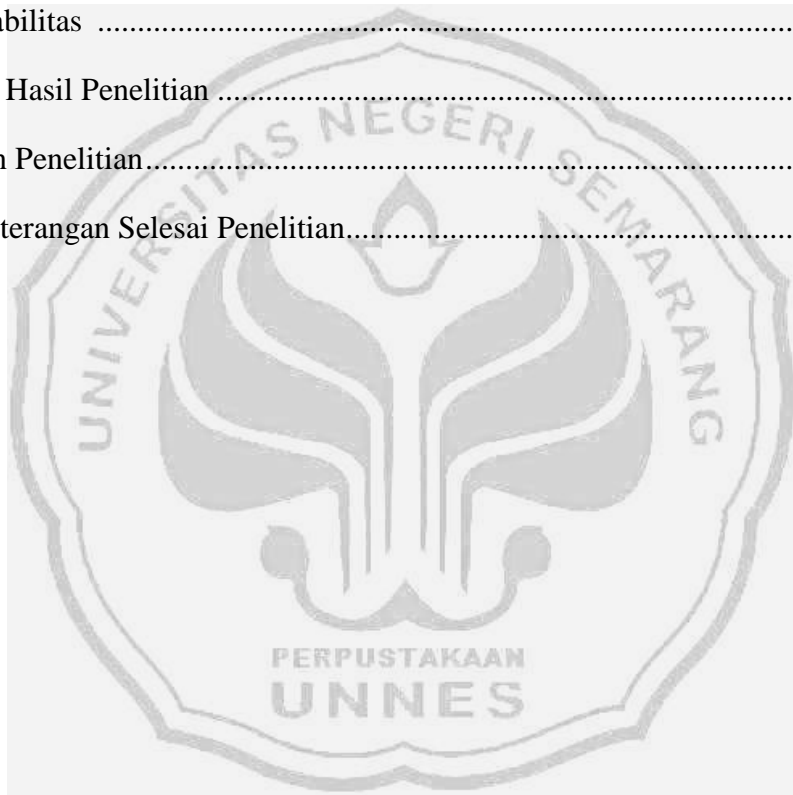 abilitas ..........................................................................................
Hasil Penelitian ..........................................................................
n Penelitian...................................................................................
terangan Selesai Penelitian.........................................................
UNIVERSITAS NEGERI SEMARANG
PERPUSTAKAAN
UNNES